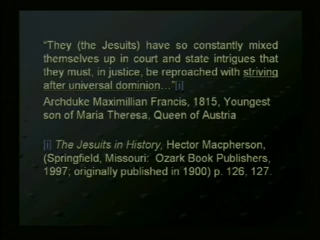 “They (the Jesuits) have so constantly mixed
themselves up in court and state intrigues that
they must, in justice, be reproached with striving
after universal dominion…”[i]
Archduke Maximillian Francis, 1815, Youngest
son of Maria Theresa, Queen of Austria
[i] The Jesuits in History, Hector Macpherson,
(Springfield, Missouri:  Ozark Book Publishers,
1997; originally published in 1900) p. 126, 127.